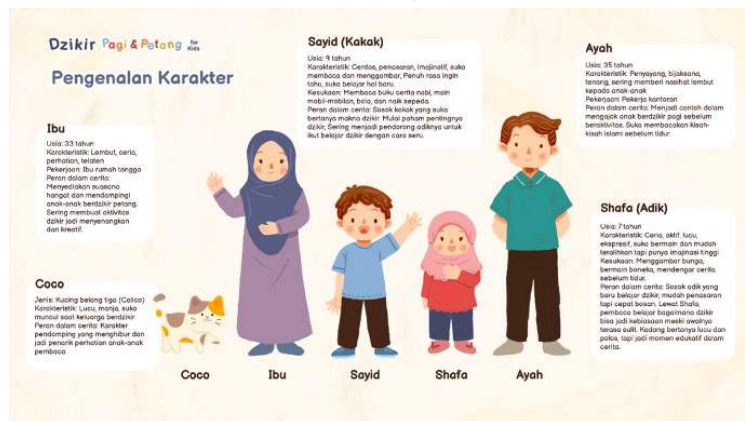 Dzikir Pagi & Petang for Kids
Pengenalan Karakter
Ibu
Usia: 33 tahun
Karakteristik: Lembut, ceria,
perhatian, telaten
Pekerjaan: Ibu rumah tangga
Peran dalam cerita:
Menyediakan suasana
hangat dan mendampingi
anak-anak berdzikir petang.
Sering membuat aktivitas
dzikir jadi menyenangkan
dan kreatif.
Coco
Jenis: Kucing belang tiga (Calico)
Karakteristik: Lucu, manja, suka
muncul saat keluarga berdzikir
Peran dalam cerita: Karakter
pendamping yang menghibur dan
jadi penarik perhatian anak-anak
pembaca
Sayid (Kakak)
Usia: 9 tahun
Karakteristik: Cerdas, penasaran, imajinatif, suka
membaca dan menggambar, Penuh rasa ingin
tahu, suka belajar hal baru.
Kesukaan: Membaca buku cerita nabi, main
mobil-mobilan, bola, dan naik sepeda.
Peran dalam cerita: Sosok kakak yang suka
bertanya makna dzikir. Mulai paham pentingnya
dzikir, Sering menjadi pendorong adiknya untuk
ikut belajar dzikir dengan cara seru.
Ayah
Usia: 35 tahun
Karakteristik: Penyayang, bijaksana,
tenang, sering memberi nasihat lembut
kepada anak-anak
Pekerjaan: Pekerja kantoran
Peran dalam cerita: Menjadi contoh dalam
mengajak anak berdzikir pagi sebelum
beraktivitas. Suka membacakan kisah-
kisah islami sebelum tidur.
Shafa (Adik)
Usia: 7 tahun
Karakteristik: Ceria, aktif, lucu,
ekspresif, suka bermain dan mudah
teralihkan tapi punya imajinasi tinggi
Kesukaan: Menggambar bunga,
bermain boneka, mendengar cerita
sebelum tidur.
Peran dalam cerita: Sosok adik yang
baru belajar dzikir, mudah penasaran
tapi cepat bosan. Lewat Shafa,
pembaca belajar bagaimana dzikir
bisa jadi kebiasaan meski awalnya
terasa sulit. Kadang bertanya lucu dan
polos, tapi jadi momen edukatif dalam
cerita.
Coco
Ibu
Sayid
Shafa
Ayah